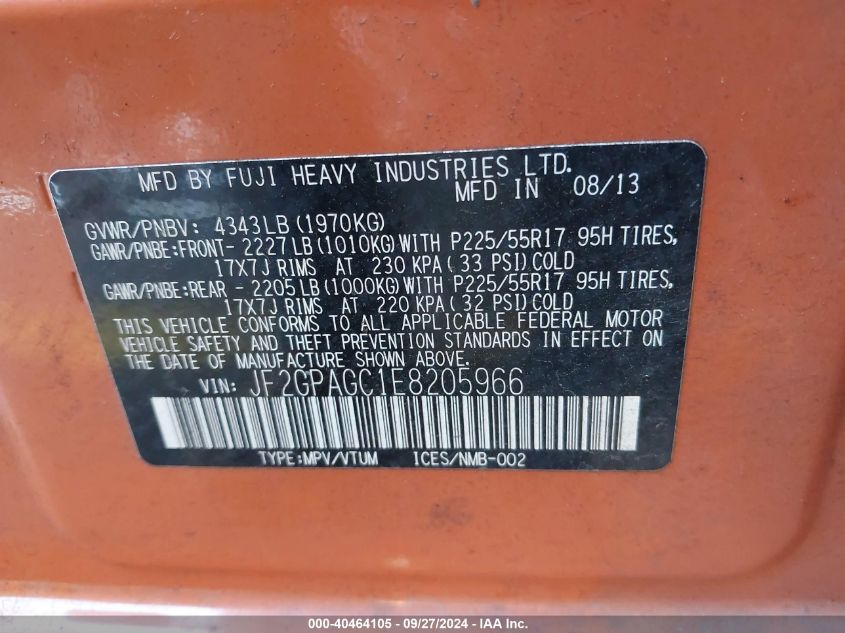 MFD BY FUJI HEAVY INDUSTRIES LTD.
MFD IN 08/13
GVWR/PNBV: 4343LB (1970KG)
GAWR/PNBE:FRONT- 2227LB (1010KG) WITH P225/55R17 95H TIRES,
17X7J RIMS AT 230 KPA( 33 PSI) COLD
GAWR/PNBE:REAR - 2205LB (1000KG) WITH P225/55R17 95H TIRES,
17X7J RIMS AT 220 KPA( 32 PSI) COLD
THIS VEHICLE CONFORMS TO ALL APPLICABLE FEDERAL MOTOR
VEHICLE SAFETY AND THEFT PREVENTION STANDARDS IN EFFECT ON
THE DATE OF MANUFACTURE SHOWN ABOVE.
VIN: JF2GPAGC1E8205966
TYPE:MPV/VTUM ICES/NMB-002
000-40464105 - 09/27/2024 - IAA Inc.